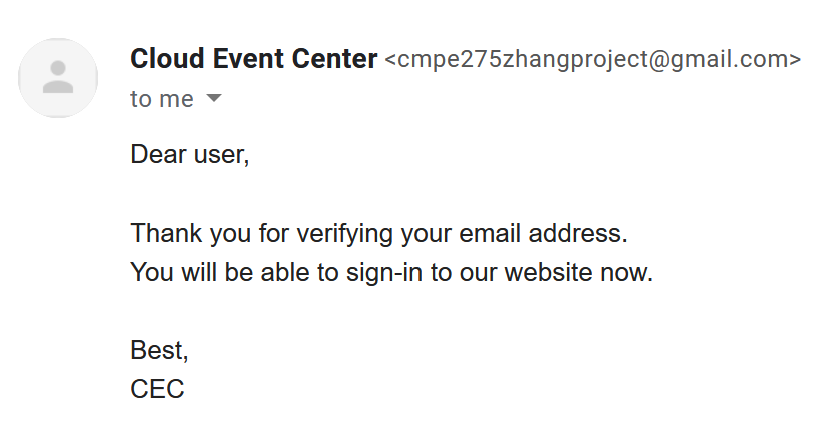 Cloud Event Center <cmpe275zhangproject@gmail.com>
to me
Dear user,
Thank you for verifying your email address.
You will be able to sign-in to our website now.
Best,
CEC